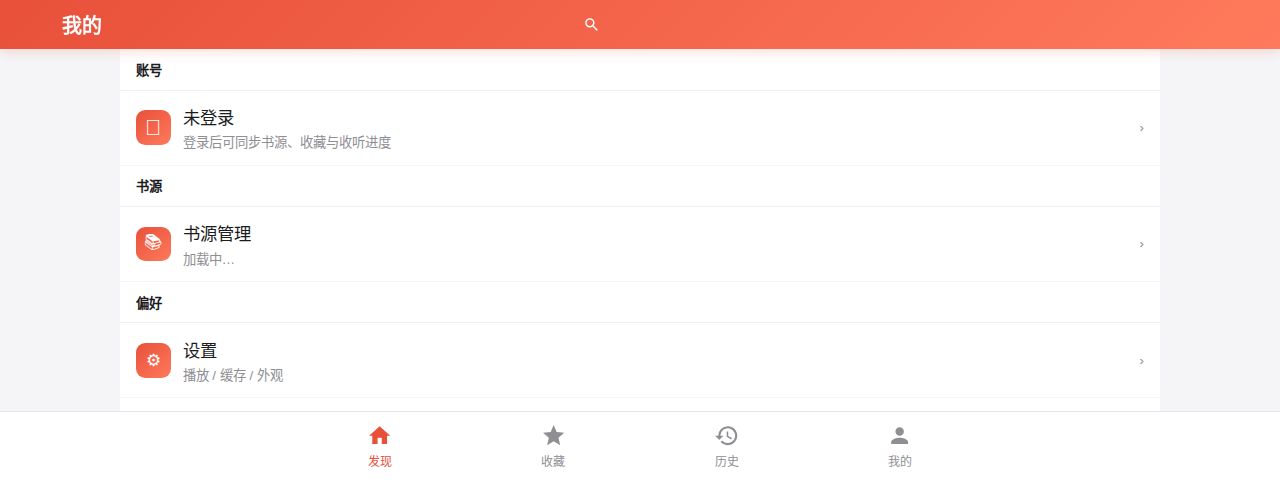 我的
账号
未登录
登录后可同步书源、收藏与收听进度
›
书源
书源管理
加载中…
›
偏好
设置
播放 / 缓存 / 外观
›
发现
收藏
历史
我的